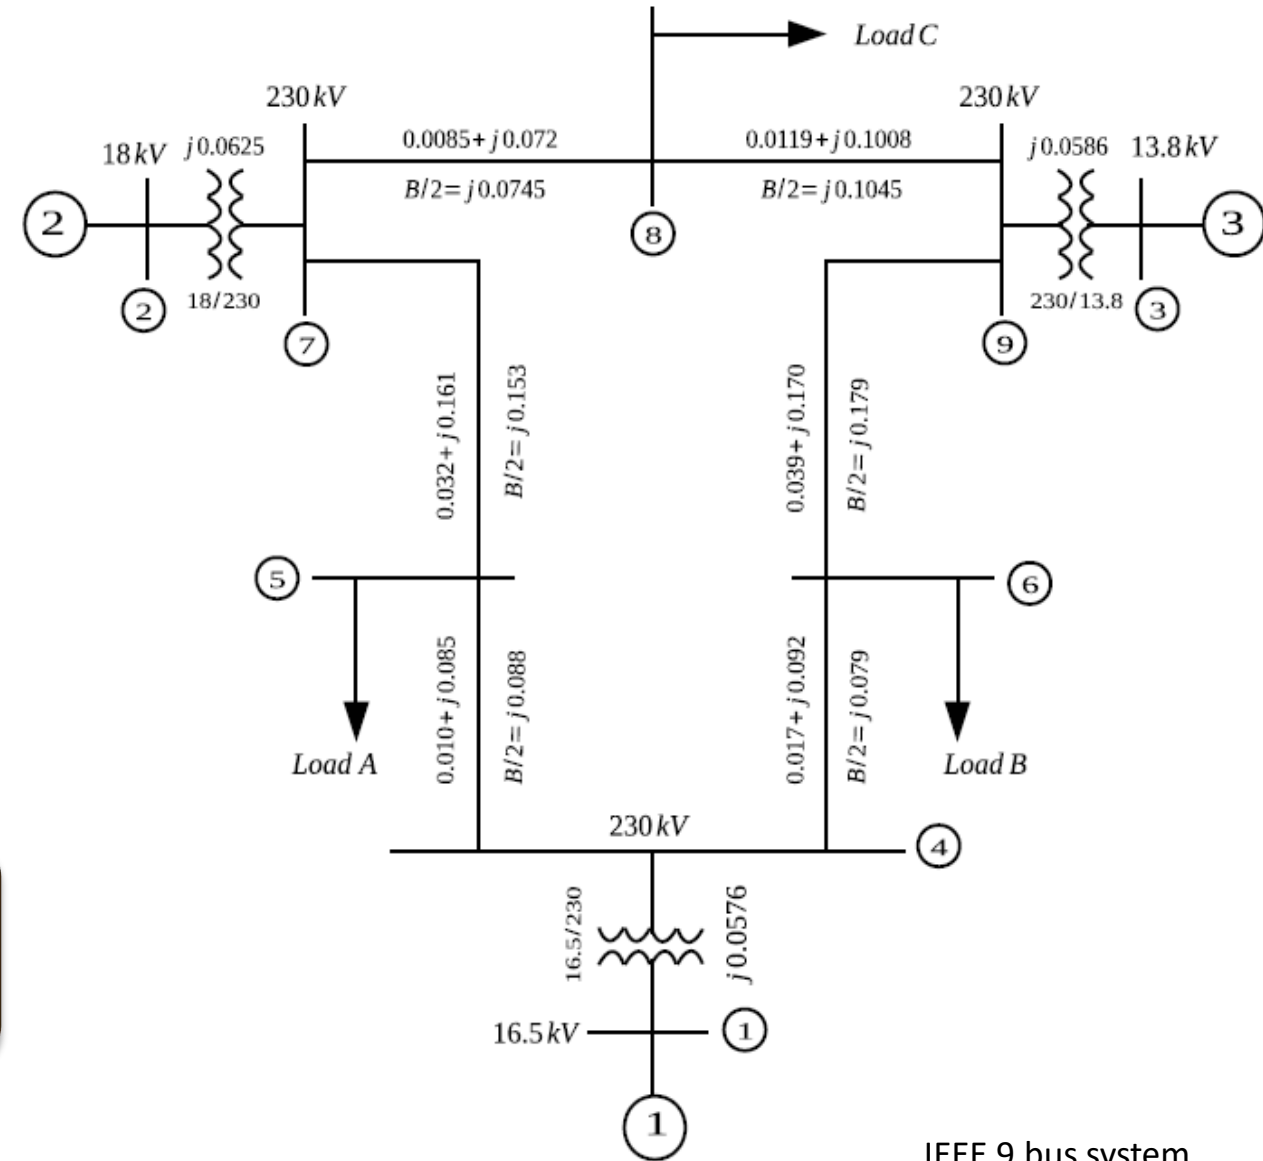 Load C
230 kV
230 kV
0.0085 + j 0.072
0.0119 + j 0.1008
18 kV
j 0.0625
j 0.0586
13.8 kV
B/2 = j 0.0745
B/2 = j 0.1045
2
8
3
2
18/230
230/13.8
3
7
9
0.032 + j 0.161
B/2 = j 0.153
0.039 + j 0.170
B/2 = j 0.179
5
6
0.010 + j 0.085
B/2 = j 0.088
0.017 + j 0.092
B/2 = j 0.079
Load A
Load B
230 kV
4
16.5/230
j 0.0576
16.5 kV
1
1
IEEE 9 bus system